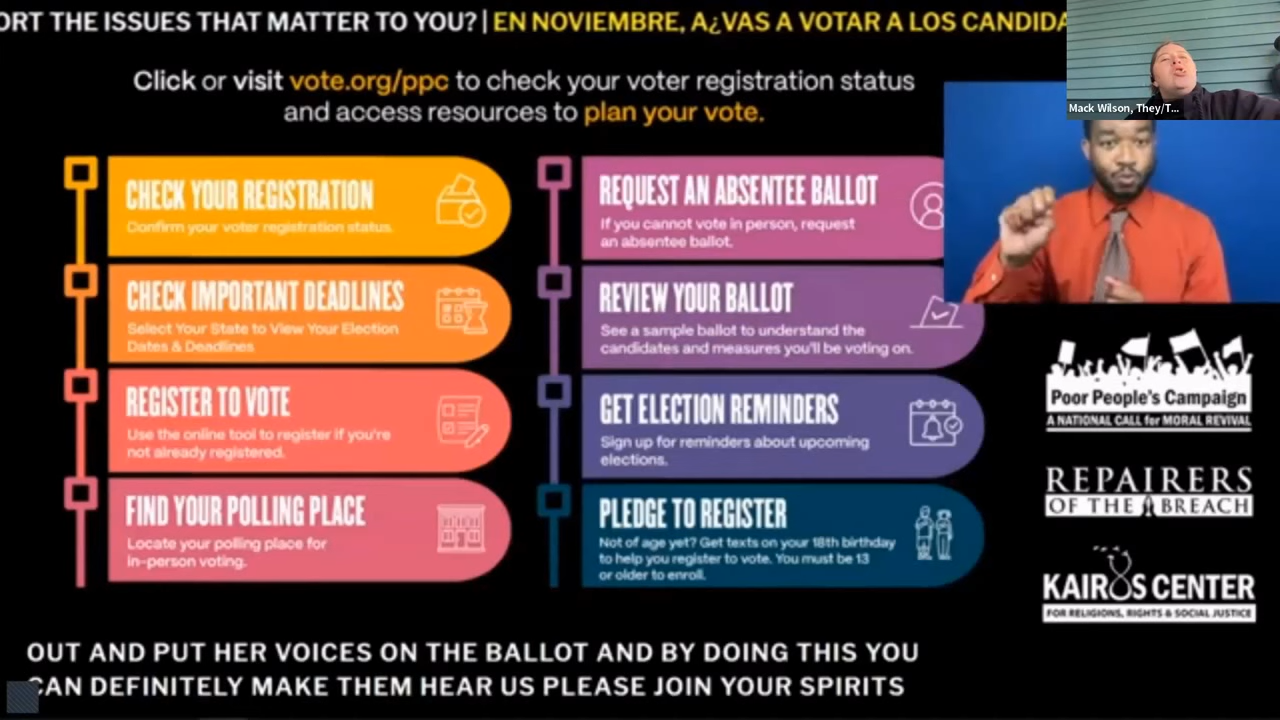 ORT THE ISSUES THAT MATTER TO YOU? | EN NOVIEMBRE, A¿VAS A VOTAR A LOS CANDIDA
Click or visit vote.org/ppc to check your voter registration status
and access resources to plan your vote.
Mack Wilson, They/T...
CHECK YOUR REGISTRATION
Confirm your voter registration status.
CHECK IMPORTANT DEADLINES
Select Your State to View Your Election
Dates & Deadlines
REGISTER TO VOTE
Use the online tool to register if you're
not already registered.
FIND YOUR POLLING PLACE
Locate your polling place for
in-person voting.
REQUEST AN ABSENTEE BALLOT
If you cannot vote in person, request
an absentee ballot.
REVIEW YOUR BALLOT
See a sample ballot to understand the
candidates and measures you'll be voting on.
GET ELECTION REMINDERS
Sign up for reminders about upcoming
elections.
PLEDGE TO REGISTER
Not of age yet? Get texts on your 18th birthday
to help you register to vote. You must be 13
or older to enroll.
Poor People's Campaign
A NATIONAL CALL for MORAL REVIVAL
REPAIRERS
OF THE BREACH
KAIROS CENTER
FOR RELIGIONS, RIGHTS & SOCIAL JUSTICE
OUT AND PUT HER VOICES ON THE BALLOT AND BY DOING THIS YOU
CAN DEFINITELY MAKE THEM HEAR US PLEASE JOIN YOUR SPIRITS